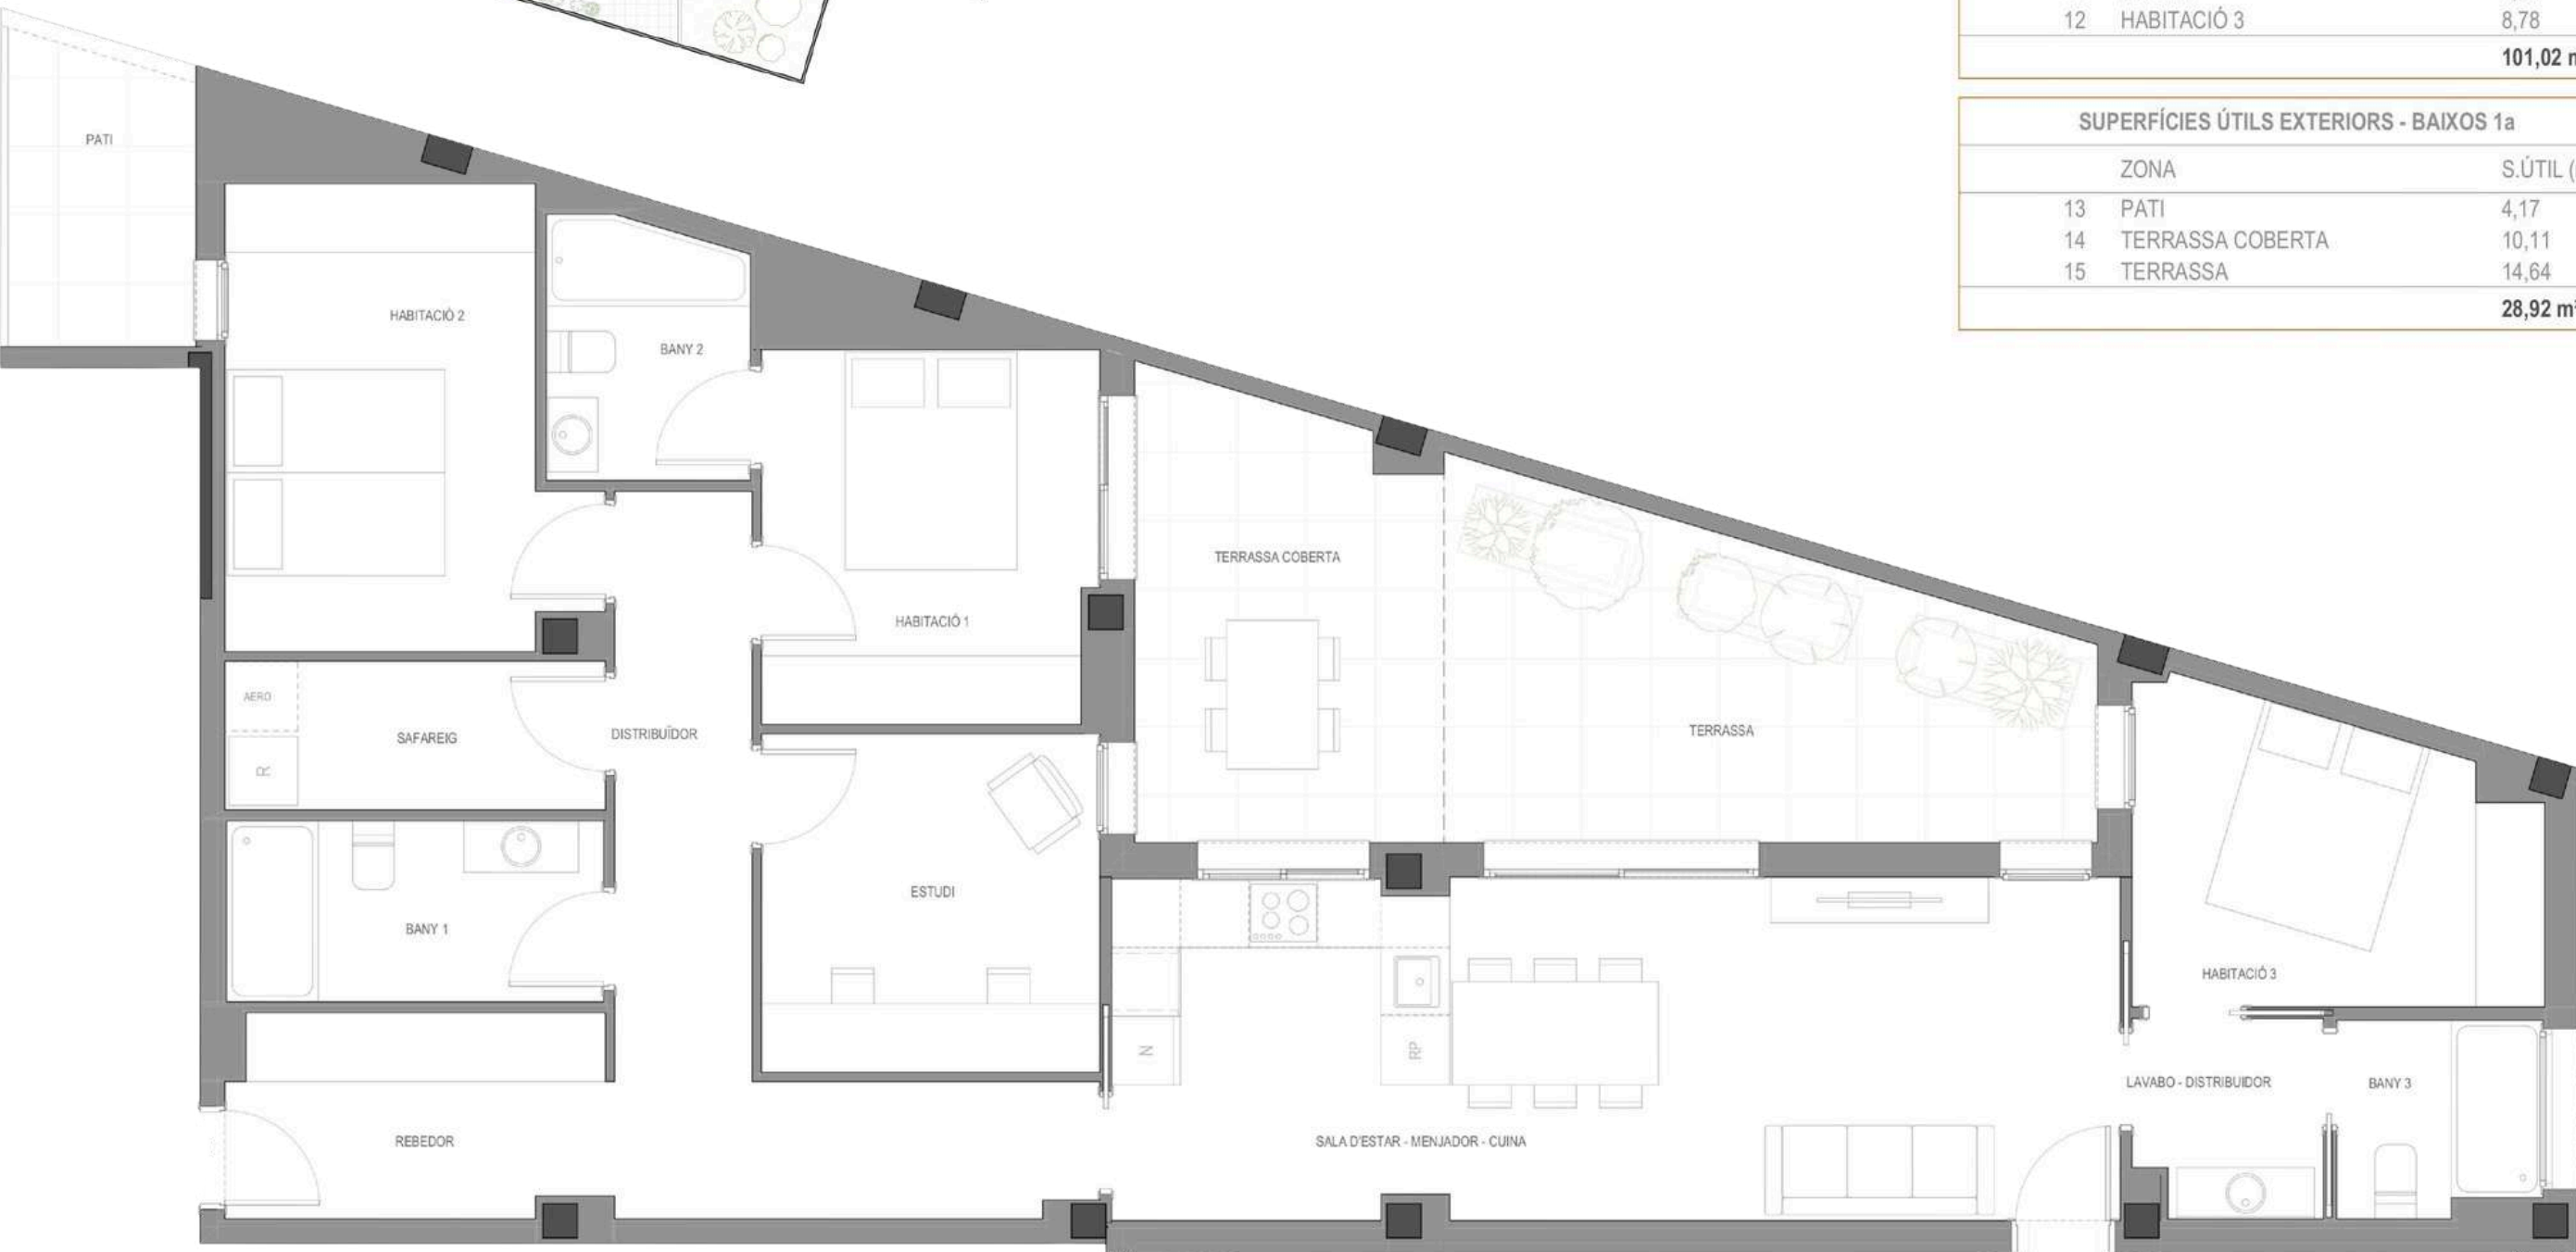 12 HABITACIÓ 3 8,78
101,02
SUPERFÍCIES ÚTILS EXTERIORS - BAIXOS 1a
ZONA S.ÚTIL (
13 PATI 4,17
14 TERRASSA COBERTA 10,11
15 TERRASSA 14,64
28,92 m²
PATI
HABITACIÓ 2
BANY 2
TERRASSA COBERTA
HABITACIÓ 1
AERO
SAFAREIG
DISTRIBUÏDOR
TERRASSA
R
ESTUDI
BANY 1
HABITACIÓ 3
N
RP
LAVABO - DISTRIBUIDOR
BANY 3
REBEDOR
SALA D'ESTAR - MENJADOR - CUINA